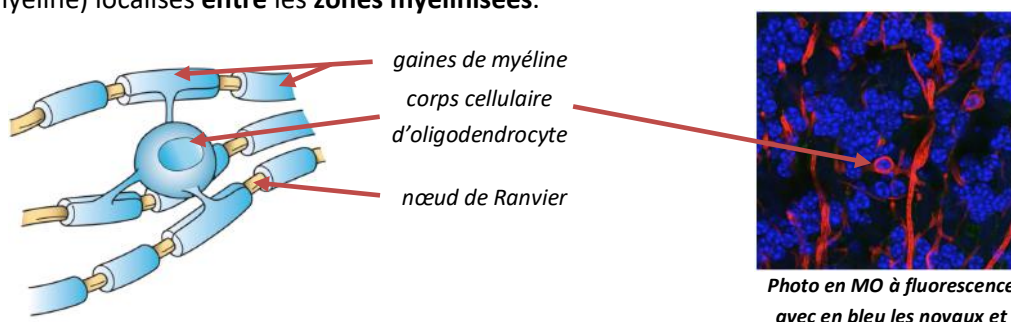 myéline) localisés entre les zones myélinisées.
gaines de myéline
corps cellulaire
d'oligodendrocyte
nœud de Ranvier
Photo en MO à fluorescence
avec en bleu les noyaux et